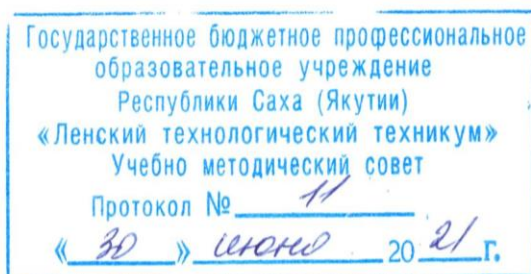 Государственное бюджетное профессиональное
образовательное учреждение
Республики Саха (Якутии)
«Ленский технологический техникум»
Учебно методический совет
Протокол № 11
« 30 » июня 20 21 г.